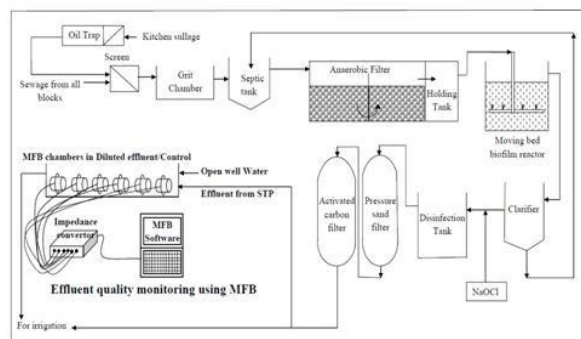 Oil Trap
Kitchen sullage
Screen
Sewage from all
blocks
Grit
Chamber
Septic
tank
Anaerobic Filter
Holding
Tank
Moving bed
biofilm reactor
MFB chambers in Diluted effluent/Control
Open well Water
Effluent from STP
Impedance
convertor
MFB
Software
Effluent quality monitoring using MFB
For irrigation
Activated
carbon
filter
Pressure
sand
filter
Disinfection
Tank
Clarifier
NaOCl